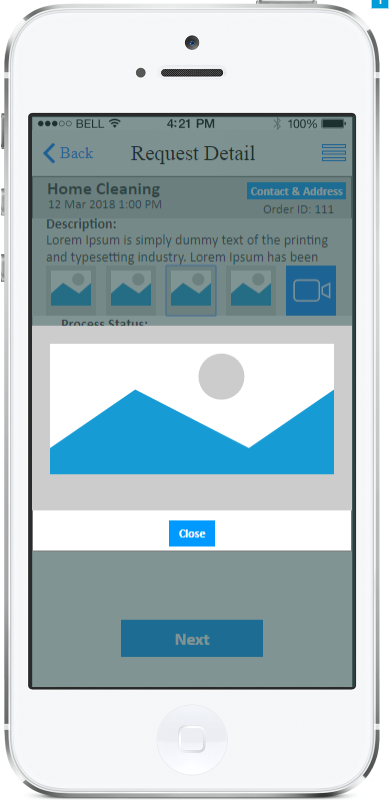 BELL 4:21 PM 100%
Back Request Detail
Home Cleaning Contact & Address
12 Mar 2018 1:00 PM Order ID: 111
Description:
Lorem Ipsum is simply dummy text of the printing
and typesetting industry. Lorem Ipsum has been
Process Status:
Close
Next